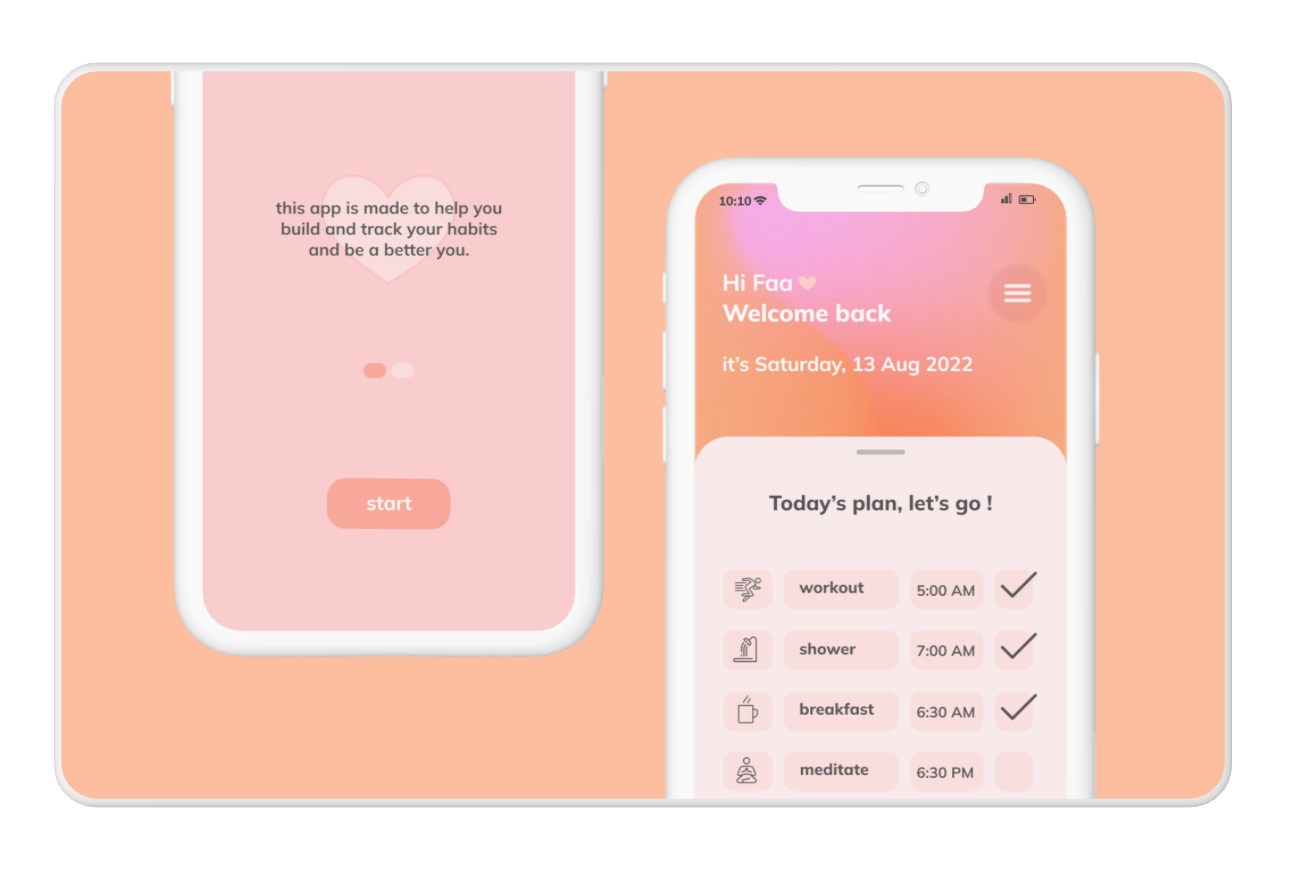 this app is made to help you
build and track your habits
and be a better you.
start
10:10
Hi Faa
Welcome back
it's Saturday, 13 Aug 2022
Today's plan, let's go !
workout 5:00 AM
shower 7:00 AM
breakfast 6:30 AM
meditate 6:30 PM